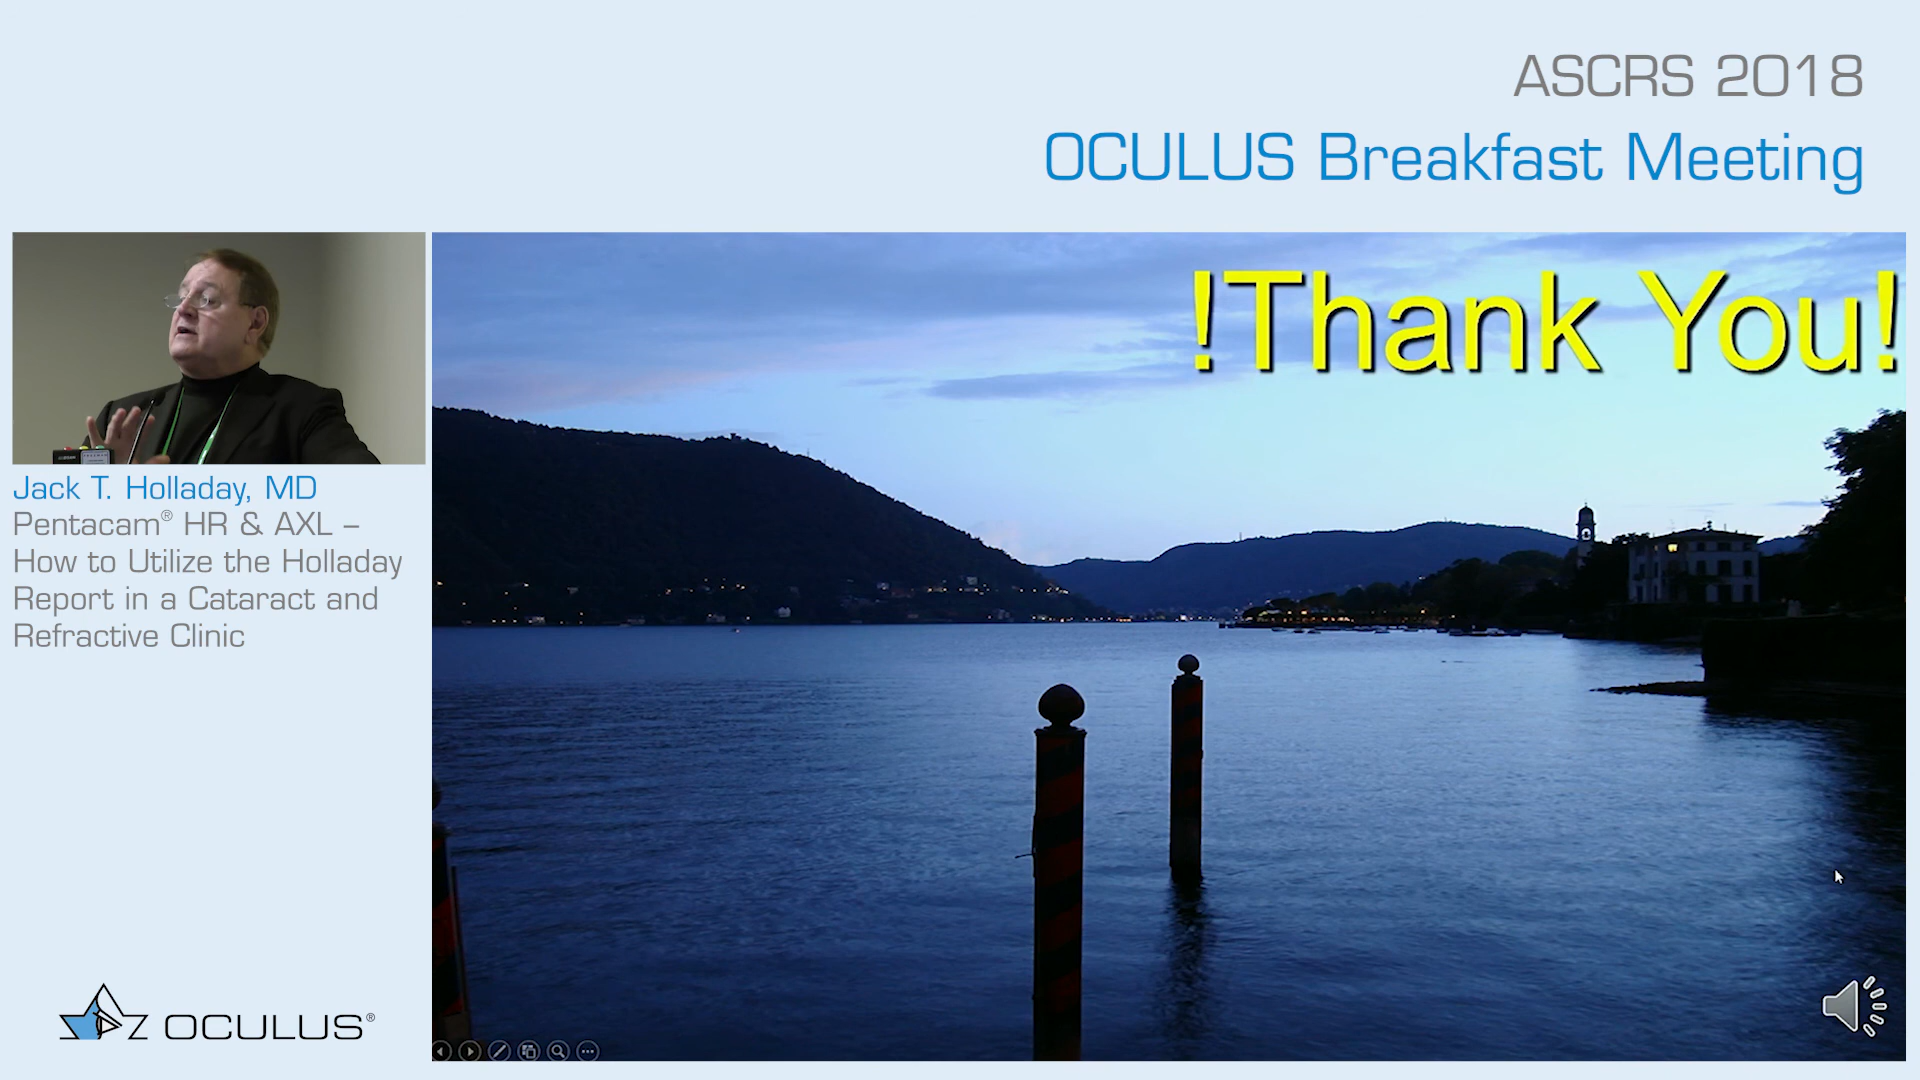 ASCRS 2018
OCULUS Breakfast Meeting
!Thank You!
Jack T. Holladay, MD
Pentacam® HR & AXL –
How to Utilize the Holladay
Report in a Cataract and
Refractive Clinic
OCULUS®